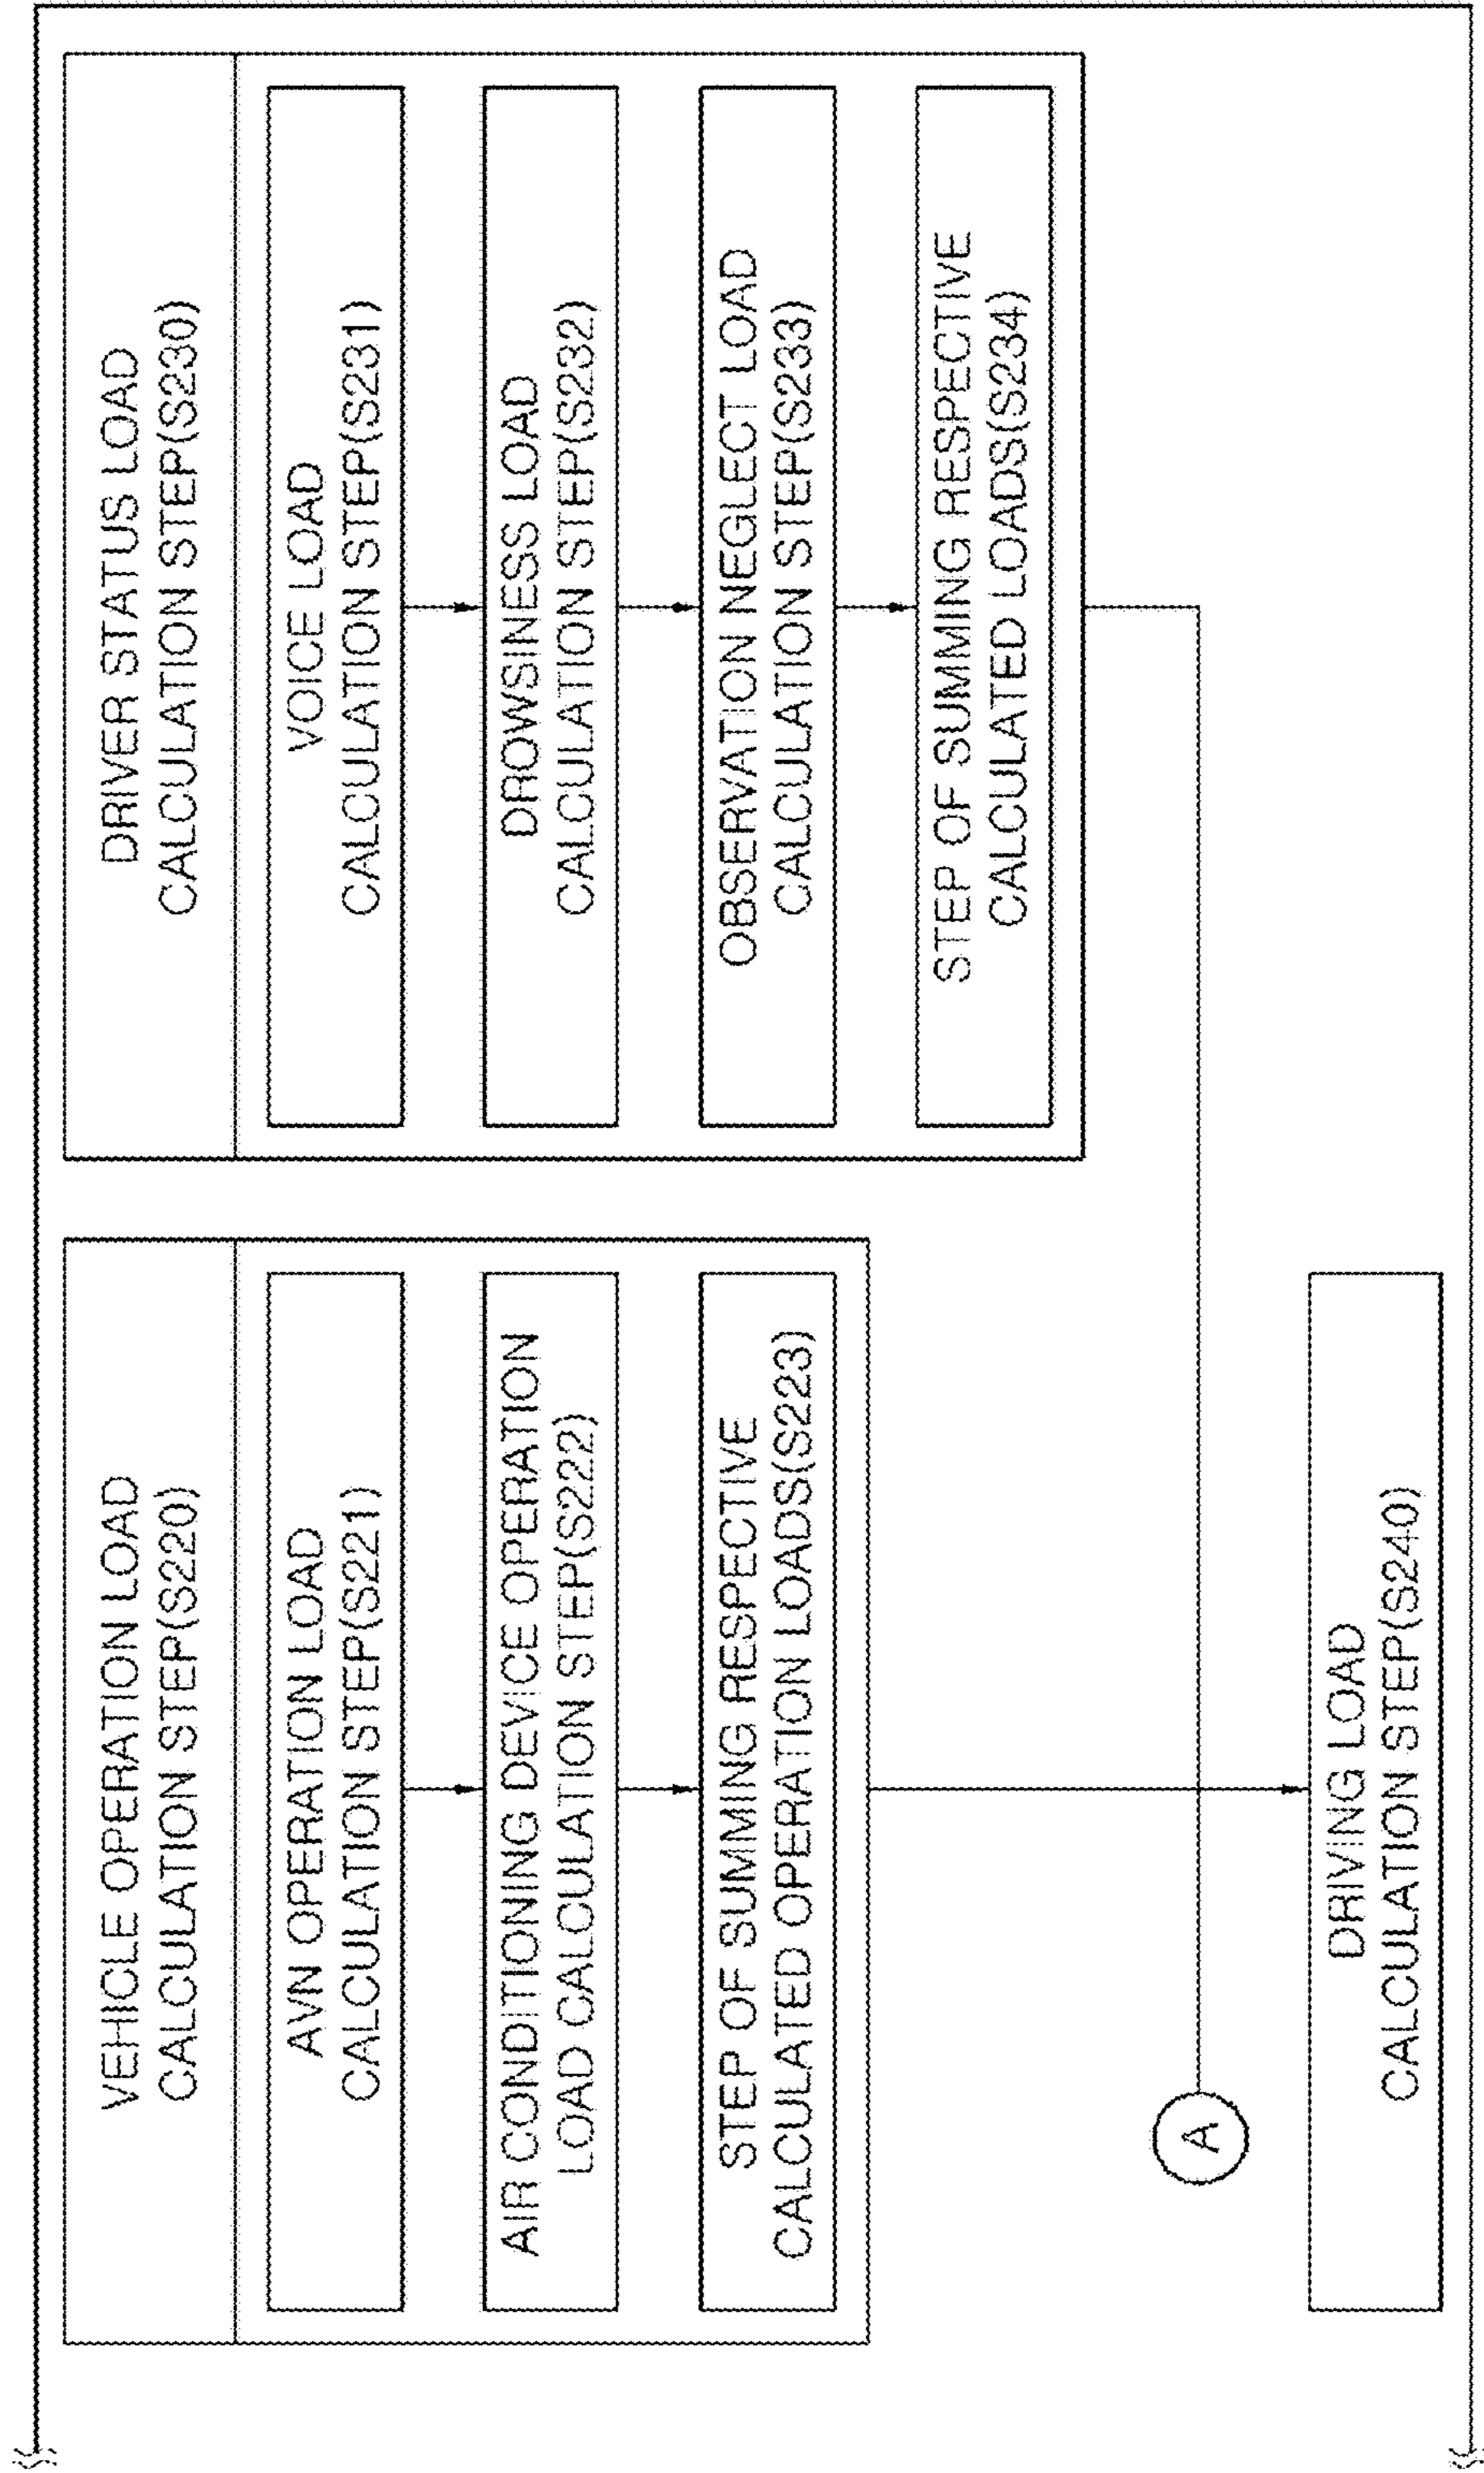 VEHICLE OPERATION LOAD
CALCULATION STEP(S220)
AVN OPERATION LOAD
CALCULATION STEP(S221)
AIR CONDITIONING DEVICE OPERATION
LOAD CALCULATION STEP(S222)
STEP OF SUMMING RESPECTIVE
CALCULATED OPERATION LOADS(S223)
DRIVER STATUS LOAD
CALCULATION STEP(S230)
VOICE LOAD
CALCULATION STEP(S231)
DROWSINESS LOAD
CALCULATION STEP(S232)
OBSERVATION NEGLECT LOAD
CALCULATION STEP(S233)
STEP OF SUMMING RESPECTIVE
CALCULATED LOADS(S234)
A
DRIVING LOAD
CALCULATION STEP(S240)